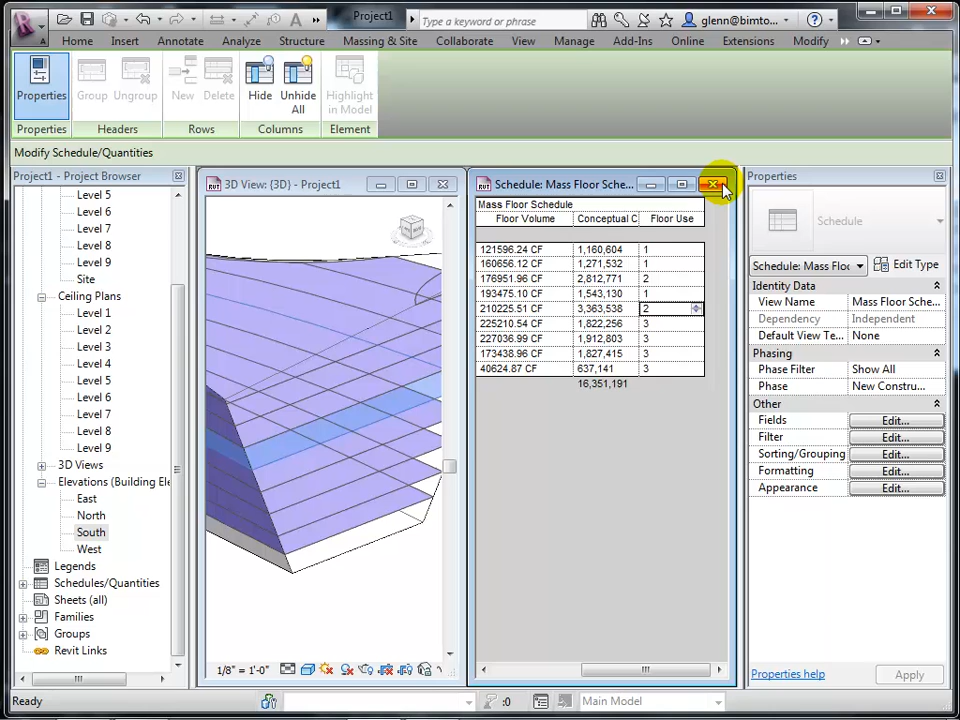 Project1
Type a keyword or phrase
glenn@bimto...
Home Insert Annotate Analyze Structure Massing & Site Collaborate View Manage Add-Ins Online Extensions Modify
Properties Group Ungroup New Delete Hide Unhide All Highlight in Model
Properties Headers Rows Columns Element
Modify Schedule/Quantities
Project1 - Project Browser
Level 5
Level 6
Level 7
Level 8
Level 9
Site
Ceiling Plans
Level 1
Level 2
Level 3
Level 4
Level 5
Level 6
Level 7
Level 8
Level 9
3D Views
Elevations (Building Ele
East
North
South
West
Legends
Schedules/Quantities
Sheets (all)
Families
Groups
Revit Links
3D View: {3D} - Project1
1/8" = 1'-0"
Schedule: Mass Floor Sche...
Mass Floor Schedule
Floor Volume Conceptual C Floor Use
121596.24 CF 1,160,604 1
160656.12 CF 1,271,532 1
176951.96 CF 2,812,771 2
193475.10 CF 1,543,130 1
210225.51 CF 3,363,538 2
225210.54 CF 1,822,256 3
227036.99 CF 1,912,803 3
173438.96 CF 1,827,415 3
40624.87 CF 637,141 3
16,351,191
Properties
Schedule
Schedule: Mass Floo Edit Type
Identity Data
View Name Mass Floor Sche...
Dependency Independent
Default View Te... None
Phasing
Phase Filter Show All
Phase New Constru...
Other
Fields Edit...
Filter Edit...
Sorting/Grouping Edit...
Formatting Edit...
Appearance Edit...
Properties help Apply
Ready :0 Main Model